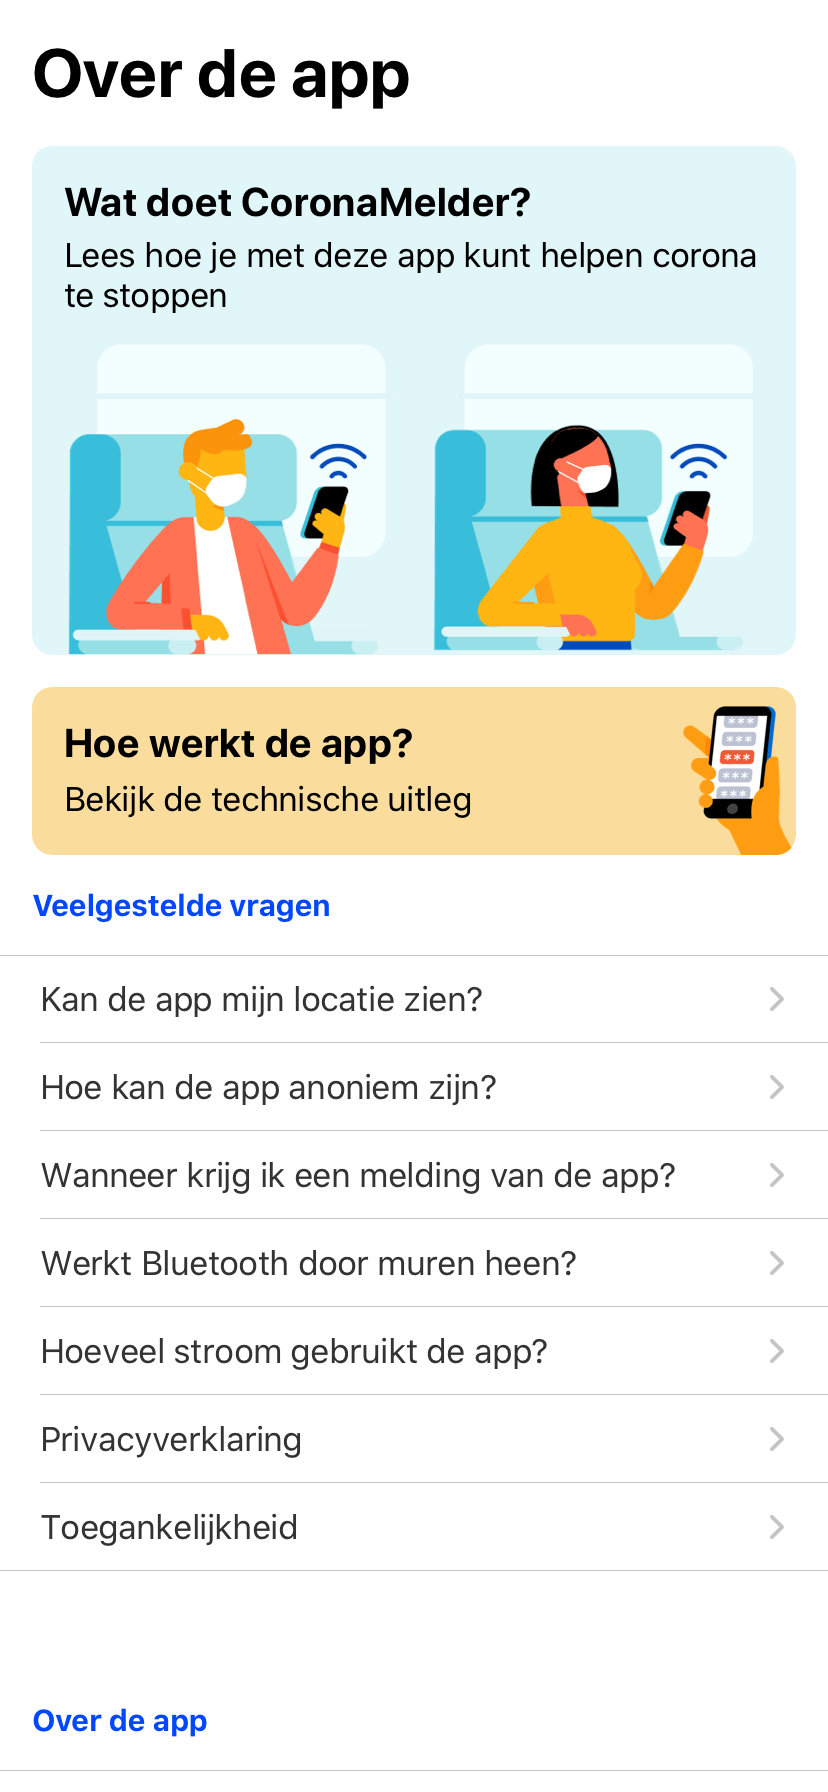 Over de app
Wat doet CoronaMelder?
Lees hoe je met deze app kunt helpen corona
te stoppen
Hoe werkt de app?
Bekijk de technische uitleg
***
***
***
***
***
Veelgestelde vragen
Kan de app mijn locatie zien?
Hoe kan de app anoniem zijn?
Wanneer krijg ik een melding van de app?
Werkt Bluetooth door muren heen?
Hoeveel stroom gebruikt de app?
Privacyverklaring
Toegankelijkheid
Over de app